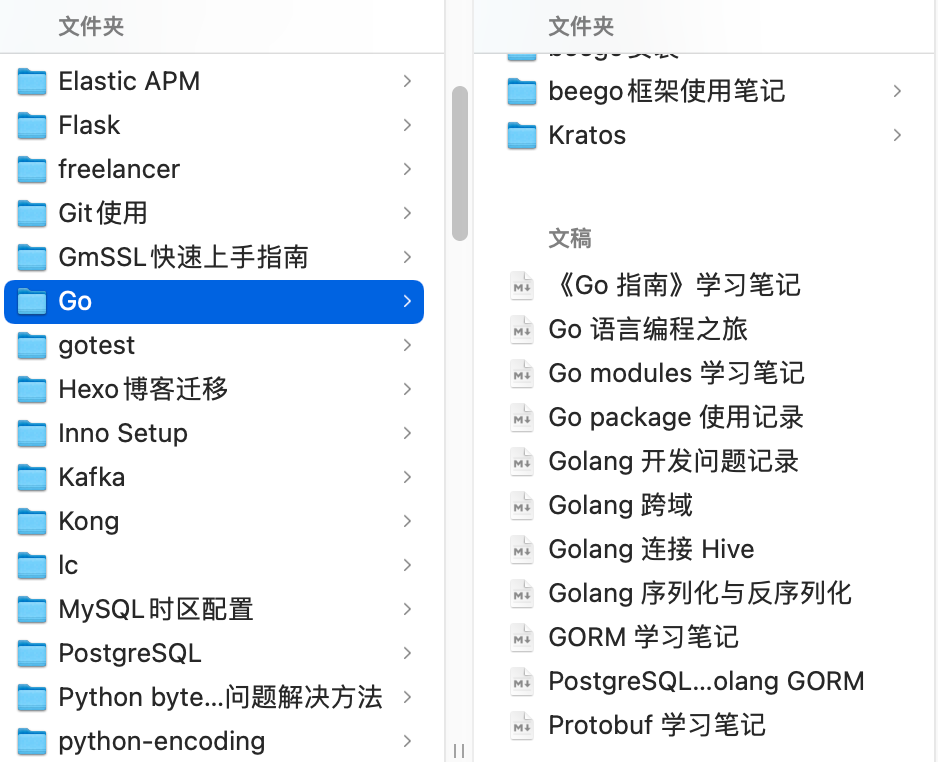 文件夹
Elastic APM
Flask
freelancer
Git使用
GmSSL快速上手指南
Go
gotest
Hexo博客迁移
Inno Setup
Kafka
Kong
lc
MySQL时区配置
PostgreSQL
Python byte...问题解决方法
python-encoding
文件夹
beego安装
beego框架使用笔记
Kratos
文稿
《Go 指南》学习笔记
Go 语言编程之旅
Go modules 学习笔记
Go package 使用记录
Golang 开发问题记录
Golang 跨域
Golang 连接 Hive
Golang 序列化与反序列化
GORM 学习笔记
PostgreSQL...olang GORM
Protobuf 学习笔记